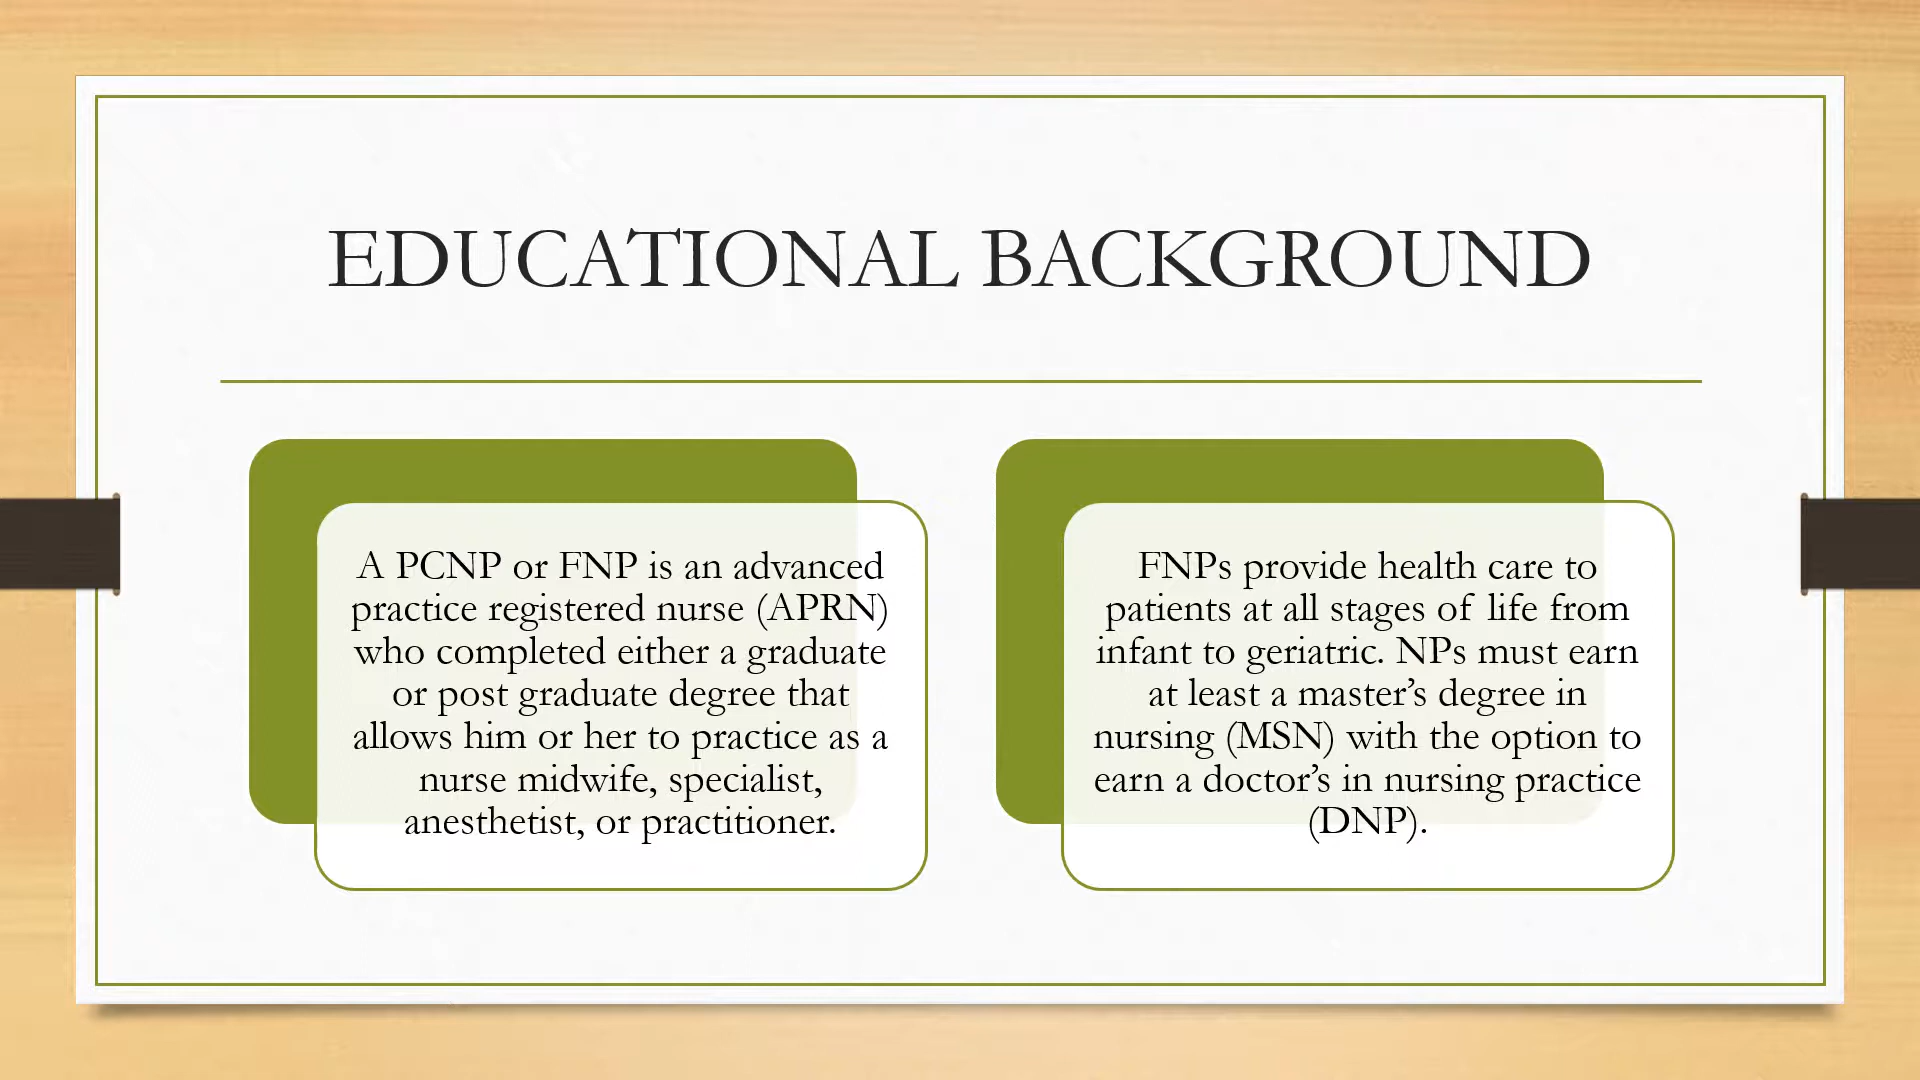 EDUCATIONAL BACKGROUND
A PCNP or FNP is an advanced
practice registered nurse (APRN)
who completed either a graduate
or post graduate degree that
allows him or her to practice as a
nurse midwife, specialist,
anesthetist, or practitioner.
FNPs provide health care to
patients at all stages of life from
infant to geriatric. NPs must earn
at least a master’s degree in
nursing (MSN) with the option to
earn a doctor’s in nursing practice
(DNP).